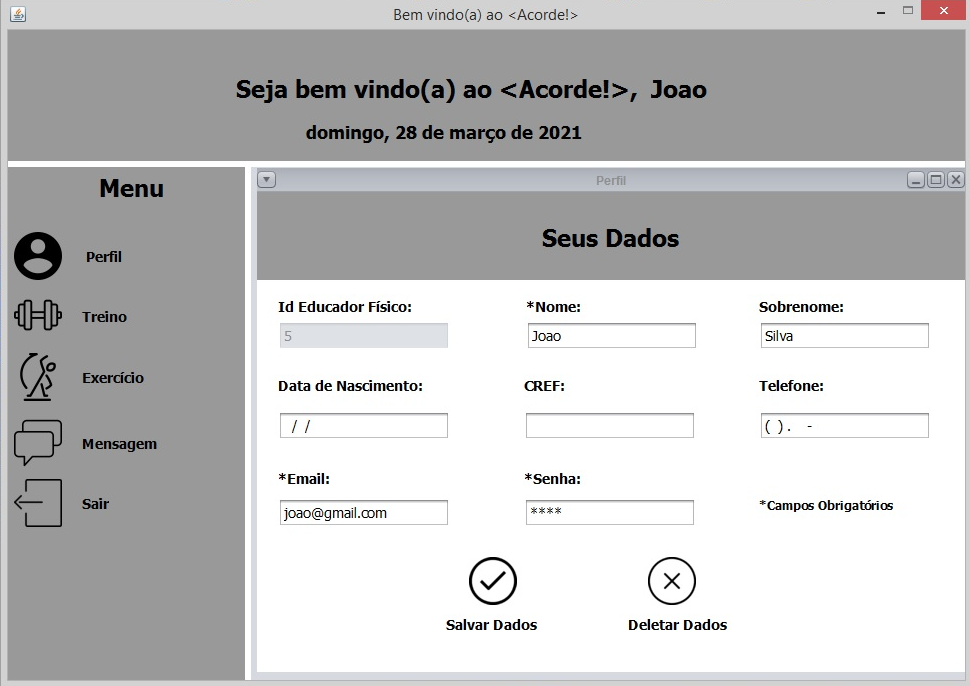 Bem vindo(a) ao <Acorde!>
Seja bem vindo(a) ao <Acorde!>, Joao
domingo, 28 de março de 2021
Menu
Perfil
Treino
Exercício
Mensagem
Sair
Perfil
Seus Dados
Id Educador Físico: *Nome: Sobrenome:
5 Joao Silva
Data de Nascimento: CREF: Telefone:
/ / ( ). -
*Email: *Senha:
joao@gmail.com **** *Campos Obrigatórios
Salvar Dados Deletar Dados